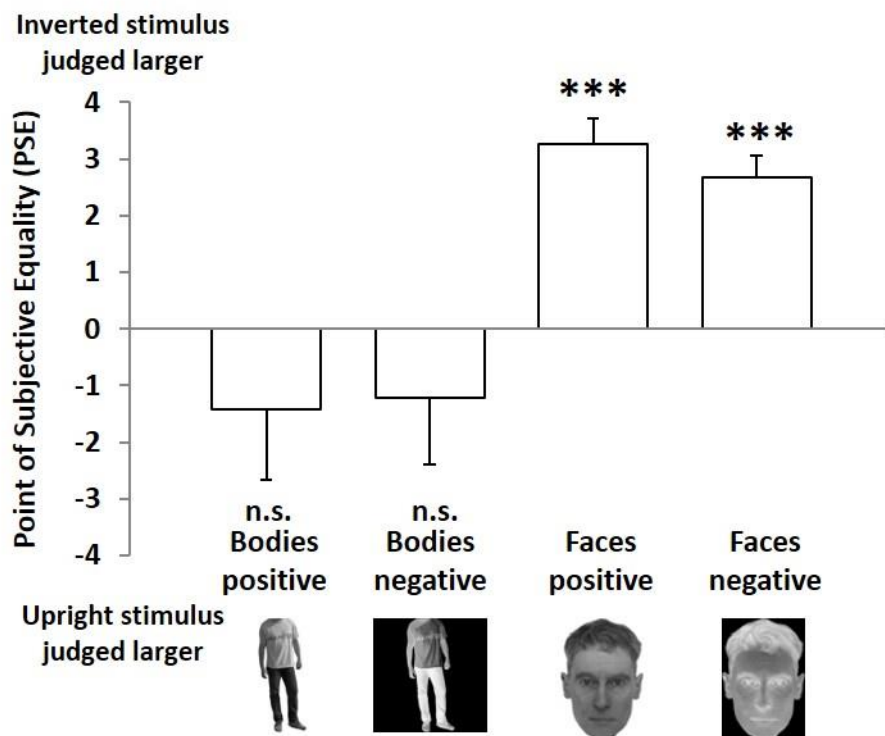 Inverted stimulus
judged larger
Point of Subjective Equality (PSE)
4
3
2
1
0
-1
-2
-3
-4
***
***
n.s.
n.s.
Bodies
positive
Bodies
negative
Faces
positive
Faces
negative
Upright stimulus
judged larger